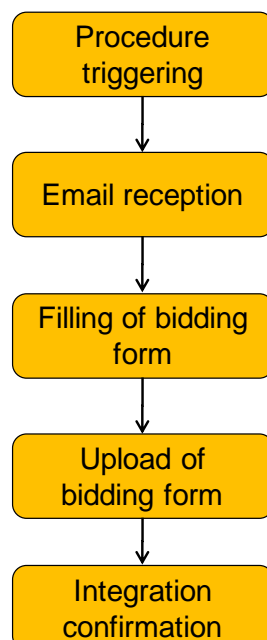 Procedure
triggering
Email reception
Filling of bidding
form
Upload of
bidding form
Integration
confirmation